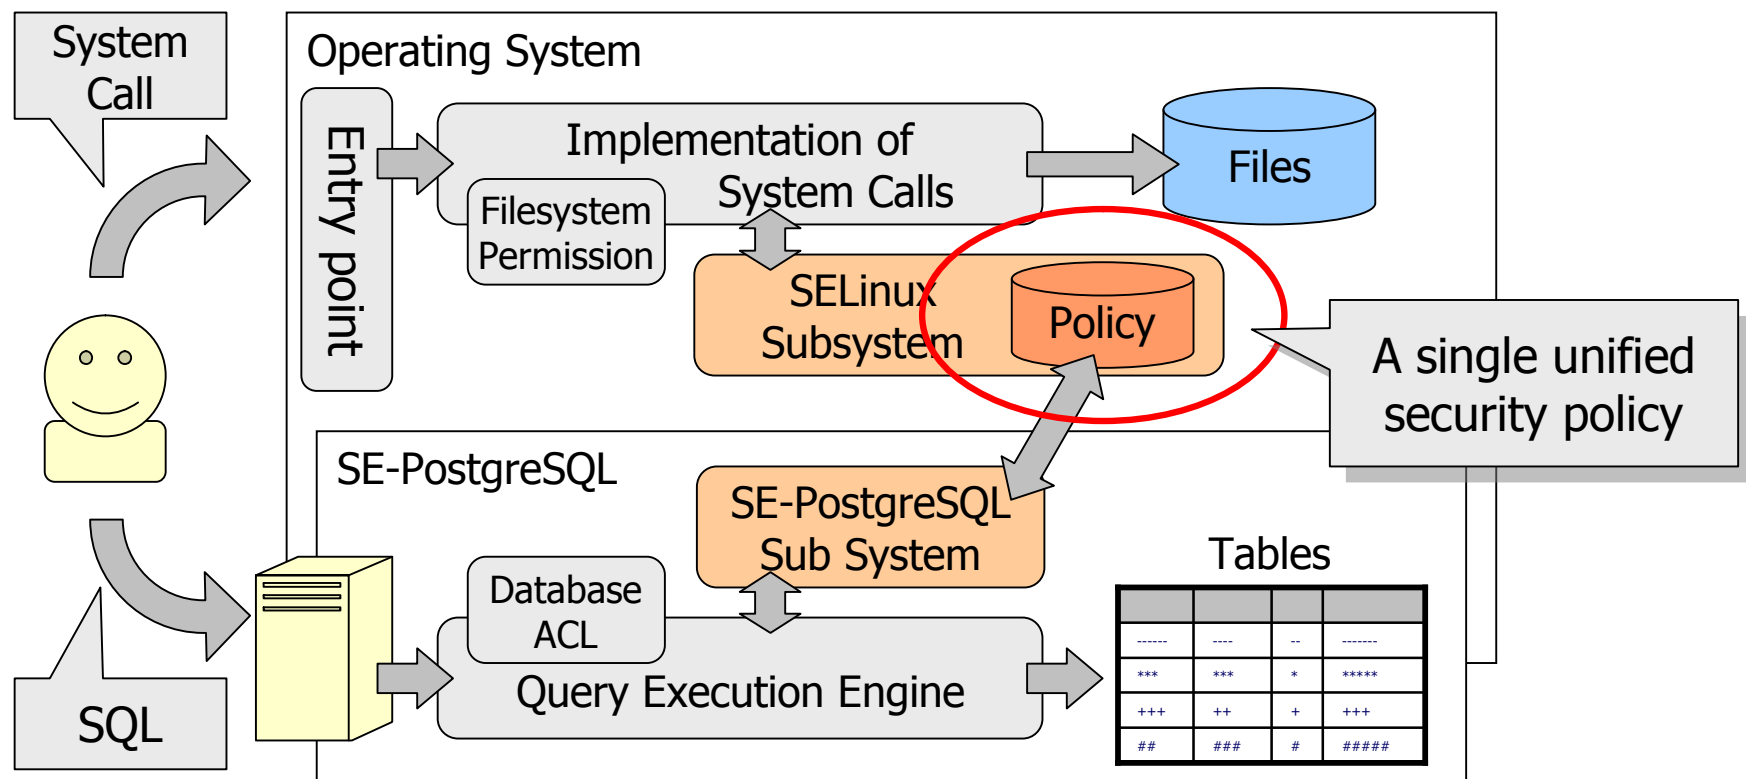 System
Call
Operating System
Entry point
Implementation of
System Calls
Filesystem
Permission
Files
SELinux
Subsystem
Policy
A single unified
security policy
SE-PostgreSQL
SE-PostgreSQL
Sub System
Database
ACL
Query Execution Engine
SQL
Tables
------ ---- -- -------
*** *** * *****
+++ ++ + +++
## ### # #####